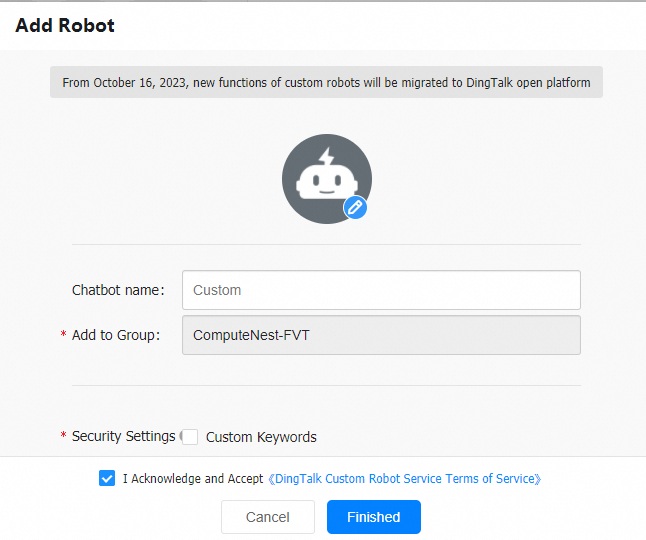 Add Robot
From October 16, 2023, new functions of custom robots will be migrated to DingTalk open platform
Chatbot name:
Custom
* Add to Group:
ComputeNest-FVT
* Security Settings
Custom Keywords
I Acknowledge and Accept《DingTalk Custom Robot Service Terms of Service》
Cancel
Finished